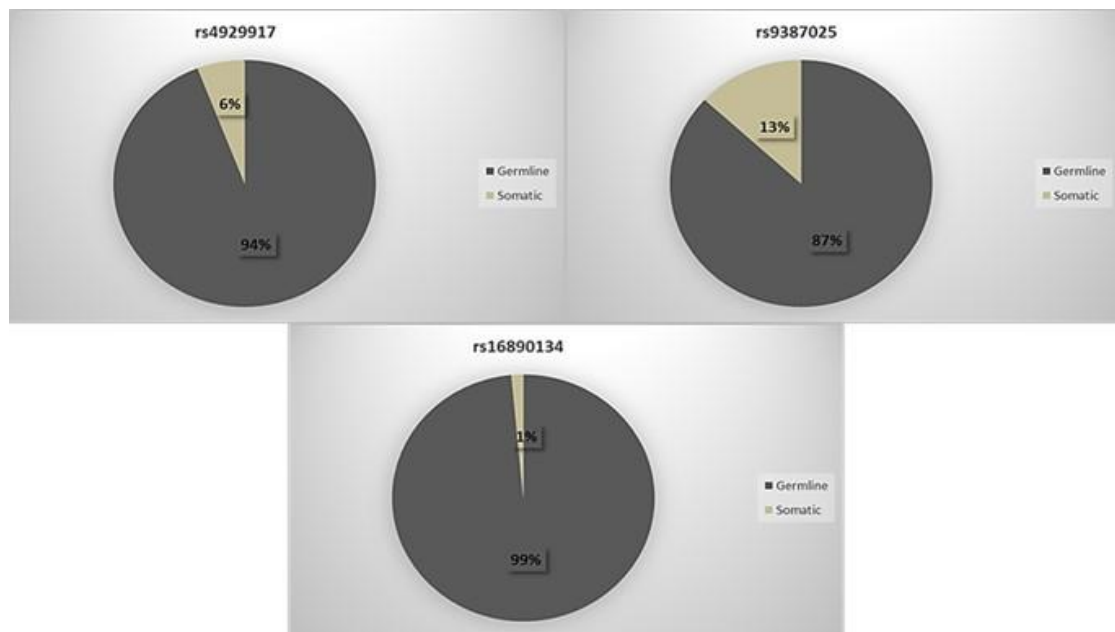 rs4929917
6%
94%
Germline
Somatic
rs9387025
13%
87%
Germline
Somatic
rs16890134
1%
99%
Germline
Somatic